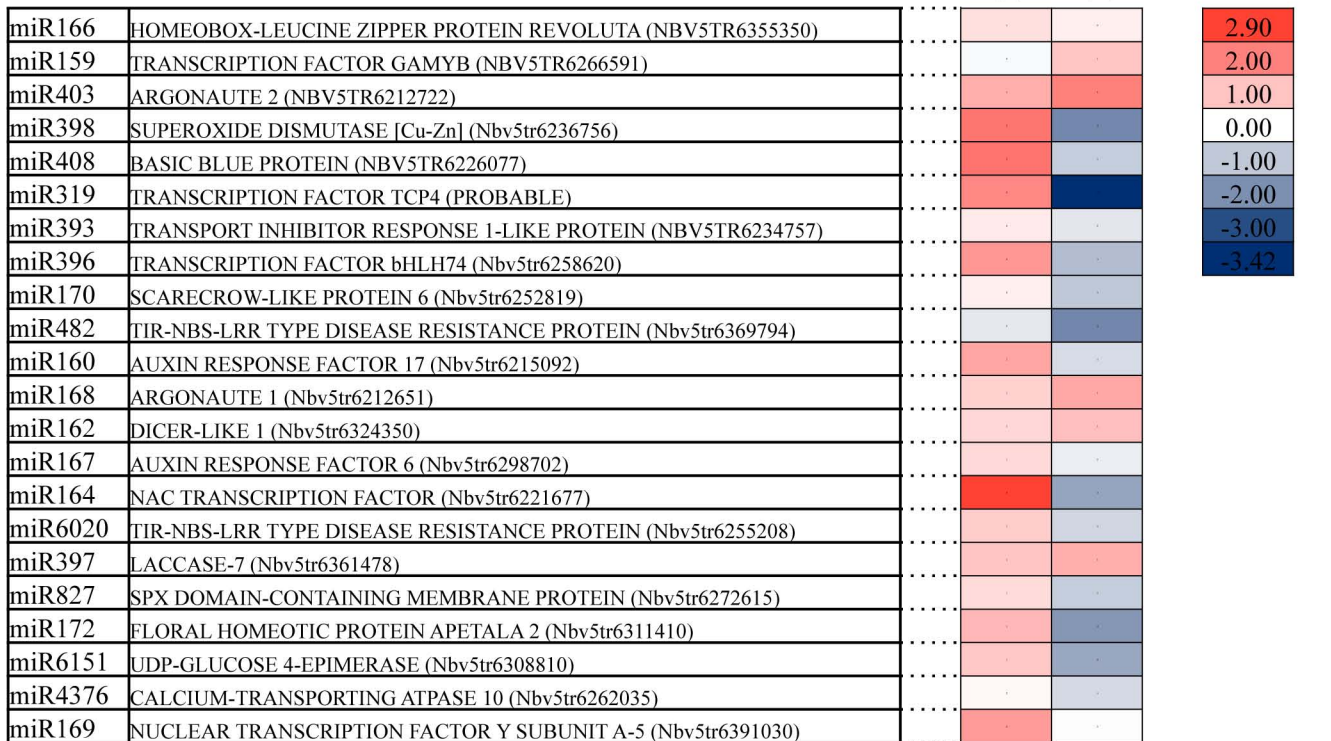 miR166 HOMEOBOX-LEUCINE ZIPPER PROTEIN REVOLUTA (NBV5TR6355350) 2.90
miR159 TRANSCRIPTION FACTOR GAMYB (NBV5TR6266591) 2.00
miR403 ARGONAUTE 2 (NBV5TR6212722) 1.00
miR398 SUPEROXIDE DISMUTASE [Cu-Zn] (Nbv5tr6236756) 0.00
miR408 BASIC BLUE PROTEIN (NBV5TR6226077) -1.00
miR319 TRANSCRIPTION FACTOR TCP4 (PROBABLE) -2.00
miR393 TRANSPORT INHIBITOR RESPONSE 1-LIKE PROTEIN (NBV5TR6234757) -3.00
miR396 TRANSCRIPTION FACTOR bHLH74 (Nbv5tr6258620) -3.42
miR170 SCARECROW-LIKE PROTEIN 6 (Nbv5tr6252819)
miR482 TIR-NBS-LRR TYPE DISEASE RESISTANCE PROTEIN (Nbv5tr6369794)
miR160 AUXIN RESPONSE FACTOR 17 (Nbv5tr6215092)
miR168 ARGONAUTE 1 (Nbv5tr6212651)
miR162 DICER-LIKE 1 (Nbv5tr6324350)
miR167 AUXIN RESPONSE FACTOR 6 (Nbv5tr6298702)
miR164 NAC TRANSCRIPTION FACTOR (Nbv5tr6221677)
miR6020 TIR-NBS-LRR TYPE DISEASE RESISTANCE PROTEIN (Nbv5tr6255208)
miR397 LACCASE-7 (Nbv5tr6361478)
miR827 SPX DOMAIN-CONTAINING MEMBRANE PROTEIN (Nbv5tr6272615)
miR172 FLORAL HOMEOTIC PROTEIN APETALA 2 (Nbv5tr6311410)
miR6151 UDP-GLUCOSE 4-EPIMERASE (Nbv5tr6308810)
miR4376 CALCIUM-TRANSPORTING ATPASE 10 (Nbv5tr6262035)
miR169 NUCLEAR TRANSCRIPTION FACTOR Y SUBUNIT A-5 (Nbv5tr6391030)